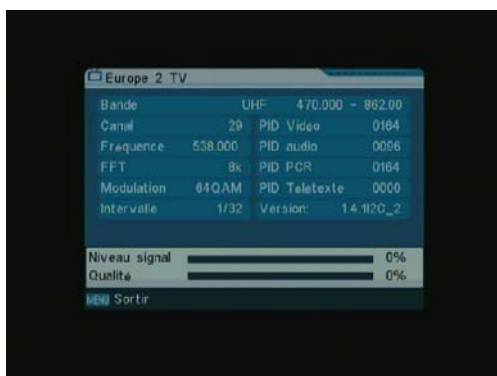 Europe 2 TV
Bande UHF 470.000 - 862.00
Canal 29 PID Video 0164
Frequence 538.000 PID audio 0096
FFT 8k PID PCR 0164
Modulation 64QAM PID Teletexte 0000
Intervalle 1/32 Version: 1.4.1I2C_2
Niveau signal 0%
Qualité 0%
MENU Sortir